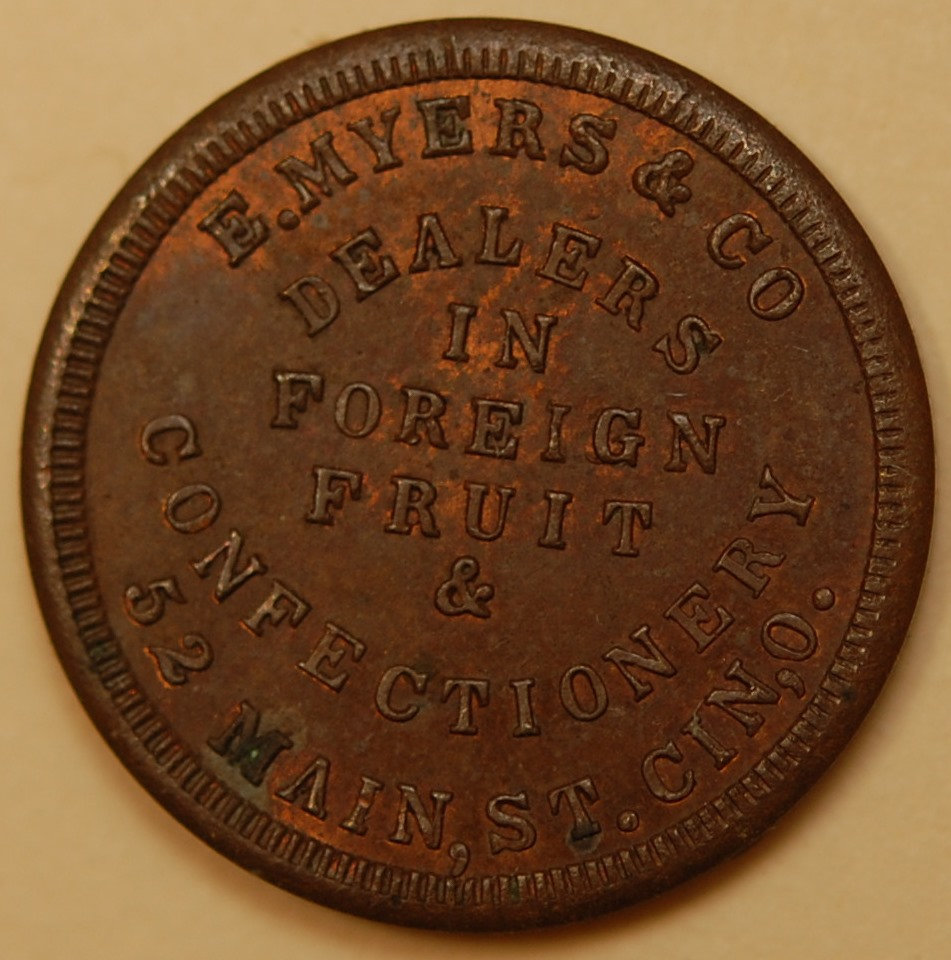 E. MYERS & CO
DEALERS
IN
FOREIGN
FRUIT
&
CONFECTIONERY
52 MAIN, ST. CIN, O.